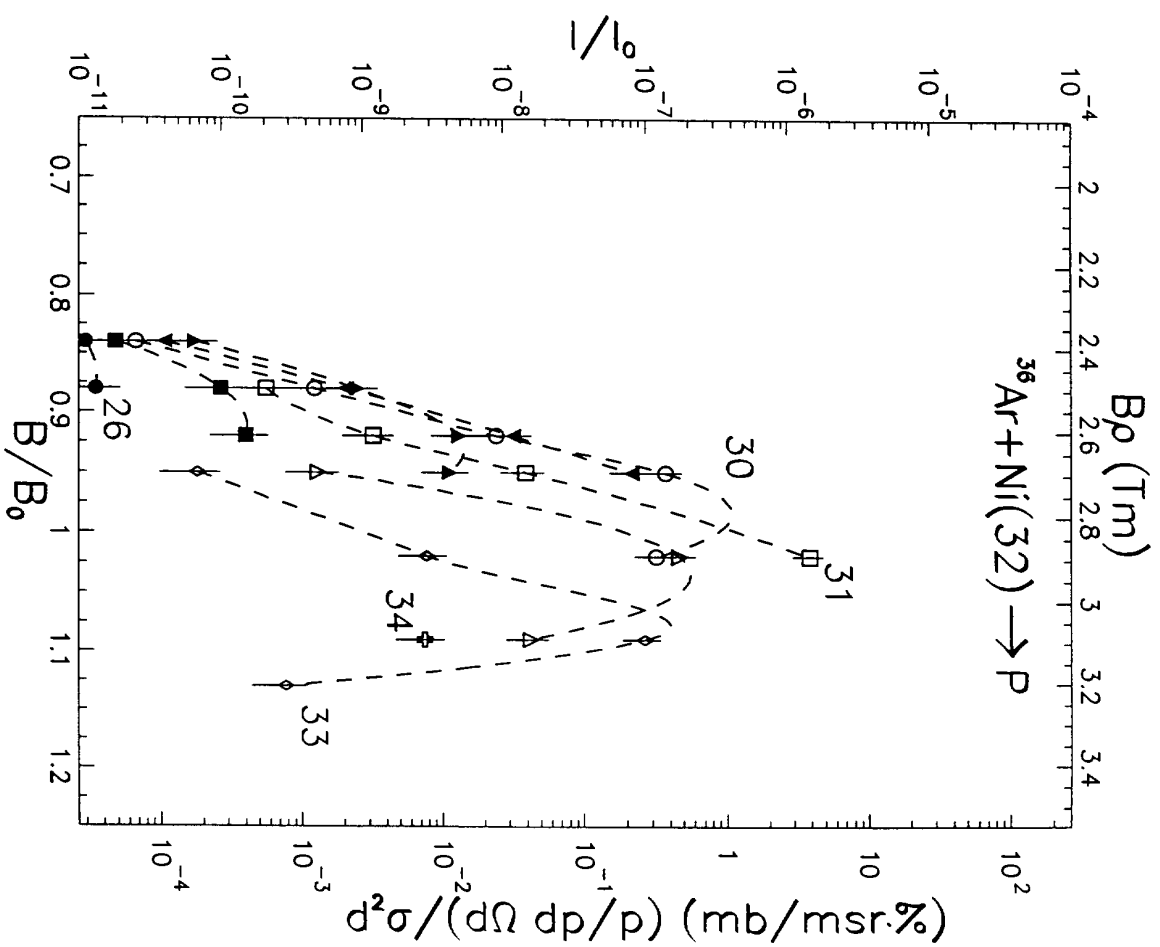 Bρ (Tm)
2 2.2 2.4 2.6 2.8 3 3.2 3.4
³⁶Ar+Ni(32) → P
I/I₀
10⁻⁴
10⁻⁵
10⁻⁶
10⁻⁷
10⁻⁸
10⁻⁹
10⁻¹⁰
10⁻¹¹
d²σ/(dΩ dp/p) (mb/msr·%)
10²
10
1
10⁻¹
10⁻²
10⁻³
10⁻⁴
31
30
34
33
26
0.7 0.8 0.9 1 1.1 1.2
B/B₀